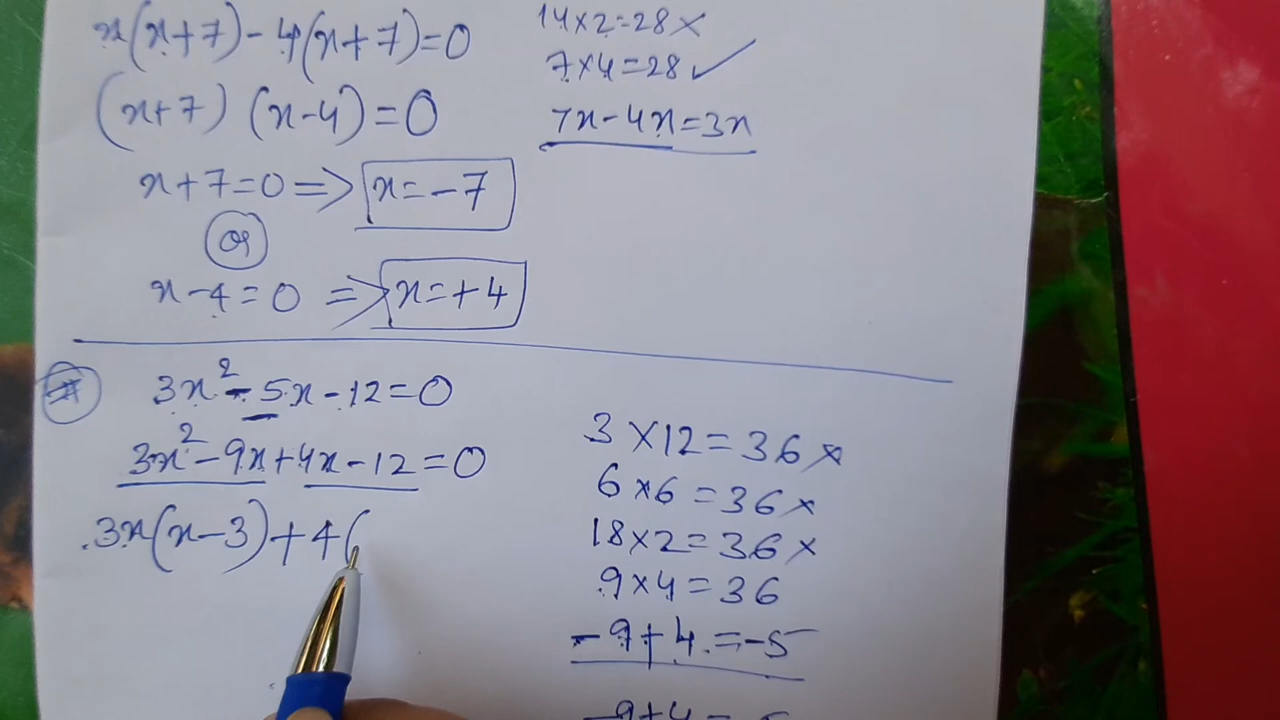 x(x+7)-4(x+7)=0
(x+7) (x-4)=0
x+7=0 => x=-7
or
x-4=0 => x=+4
14×2=28×
7×4=28✓
7x-4x=3x
3x²-5x-12=0
3x²-9x+4x-12=0
3x(x-3)+4(
3×12=36×
6×6=36×
18×2=36×
9×4=36
-9+4=-5